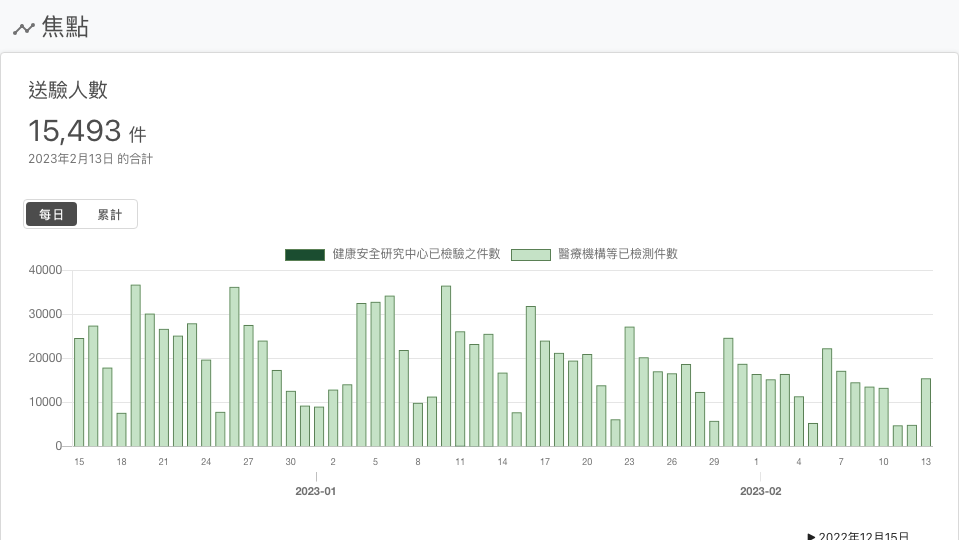 焦點
送驗人數
15,493 件
2023年2月13日 的合計
每日 累計
健康安全研究中心已檢驗之件數 醫療機構等已檢測件數
40000
30000
20000
10000
0
15 18 21 24 27 30 2 5 8 11 14 17 20 23 26 29 1 4 7 10 13
2023-01 2023-02
▶ 2022年12月15日